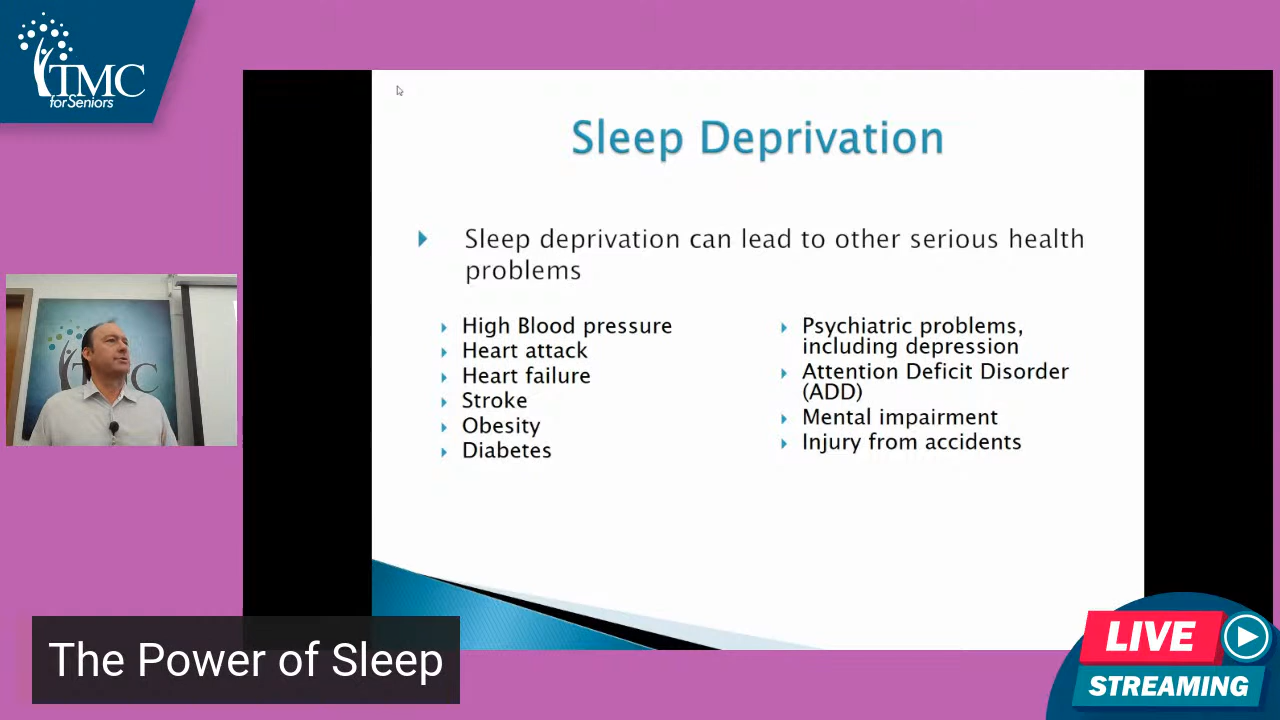 TMC
for Seniors
Sleep Deprivation
Sleep deprivation can lead to other serious health
problems
High Blood pressure
Heart attack
Heart failure
Stroke
Obesity
Diabetes
Psychiatric problems,
including depression
Attention Deficit Disorder
(ADD)
Mental impairment
Injury from accidents
TMC
The Power of Sleep
LIVE
STREAMING